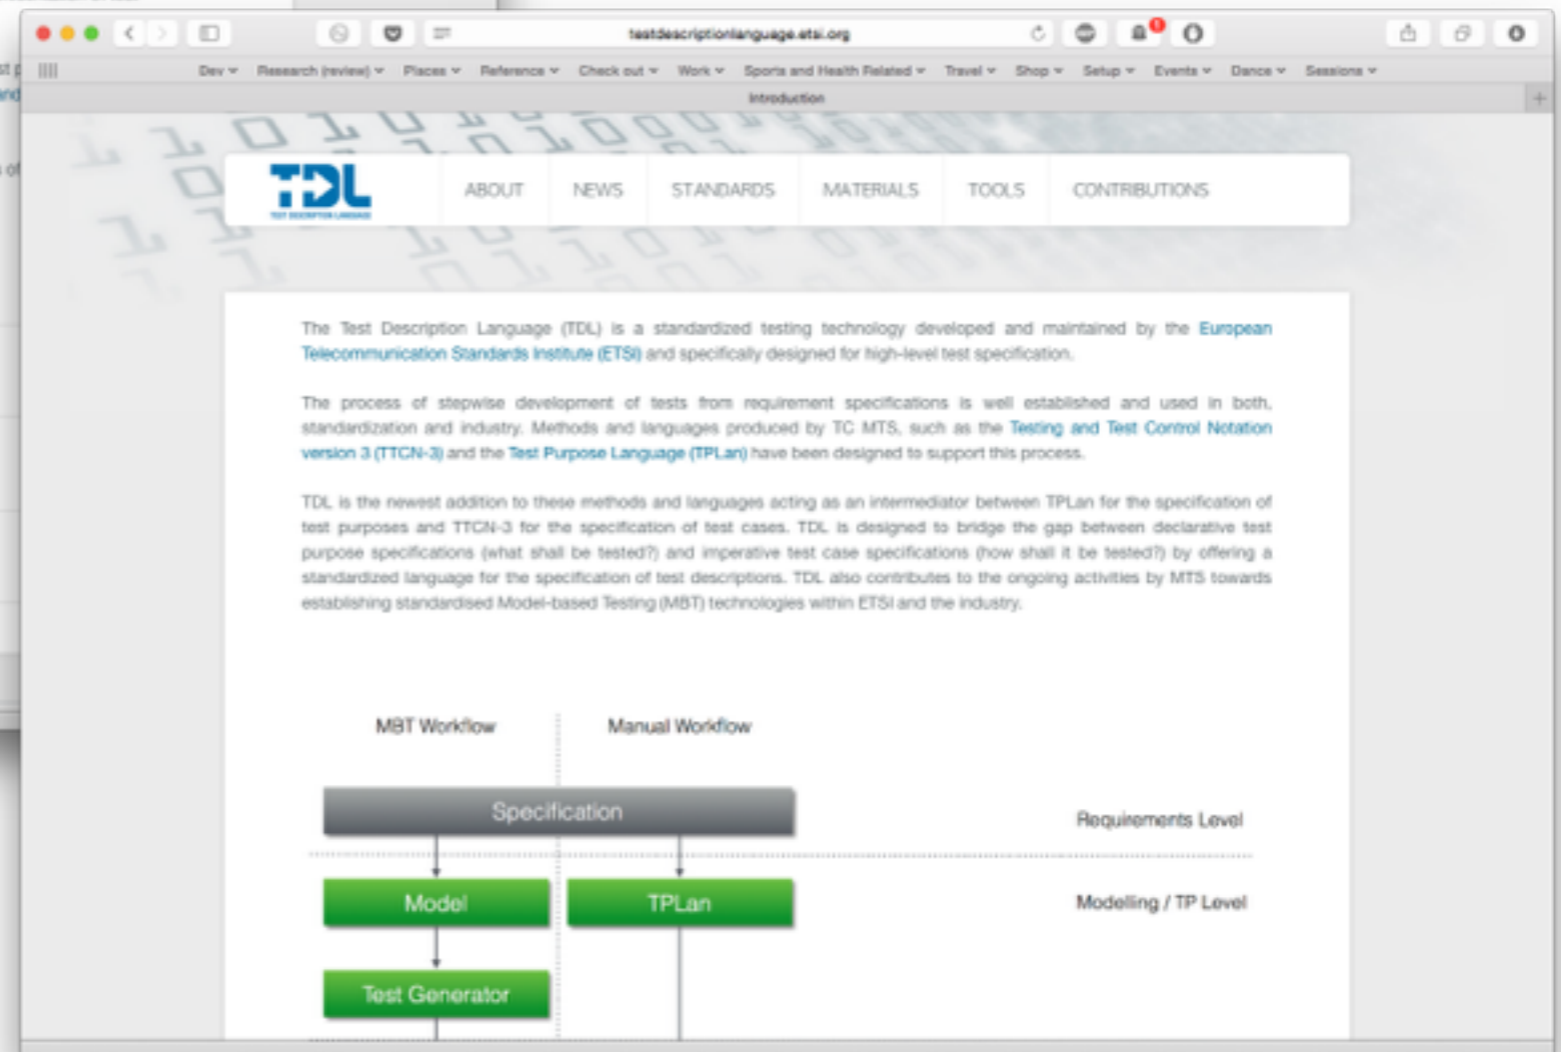 testdescriptionlanguage.etsi.org
1
Dev Research (review) Places Reference Check out Work Sports and Health Related Travel Shop Setup Events Dance Sessions
Introduction
TDL
TEST DESCRIPTION LANGUAGE
ABOUT NEWS STANDARDS MATERIALS TOOLS CONTRIBUTIONS
The Test Description Language (TDL) is a standardized testing technology developed and maintained by the European
Telecommunication Standards Institute (ETSI) and specifically designed for high-level test specification.
The process of stepwise development of tests from requirement specifications is well established and used in both,
standardization and industry. Methods and languages produced by TC MTS, such as the Testing and Test Control Notation
version 3 (TTCN-3) and the Test Purpose Language (TPLan) have been designed to support this process.
TDL is the newest addition to these methods and languages acting as an intermediator between TPLan for the specification of
test purposes and TTCN-3 for the specification of test cases. TDL is designed to bridge the gap between declarative test
purpose specifications (what shall be tested?) and imperative test case specifications (how shall it be tested?) by offering a
standardized language for the specification of test descriptions. TDL also contributes to the ongoing activities by MTS towards
establishing standardised Model-based Testing (MBT) technologies within ETSI and the industry.
MBT Workflow Manual Workflow
Specification
Requirements Level
Model TPLan Modelling / TP Level
Test Generator